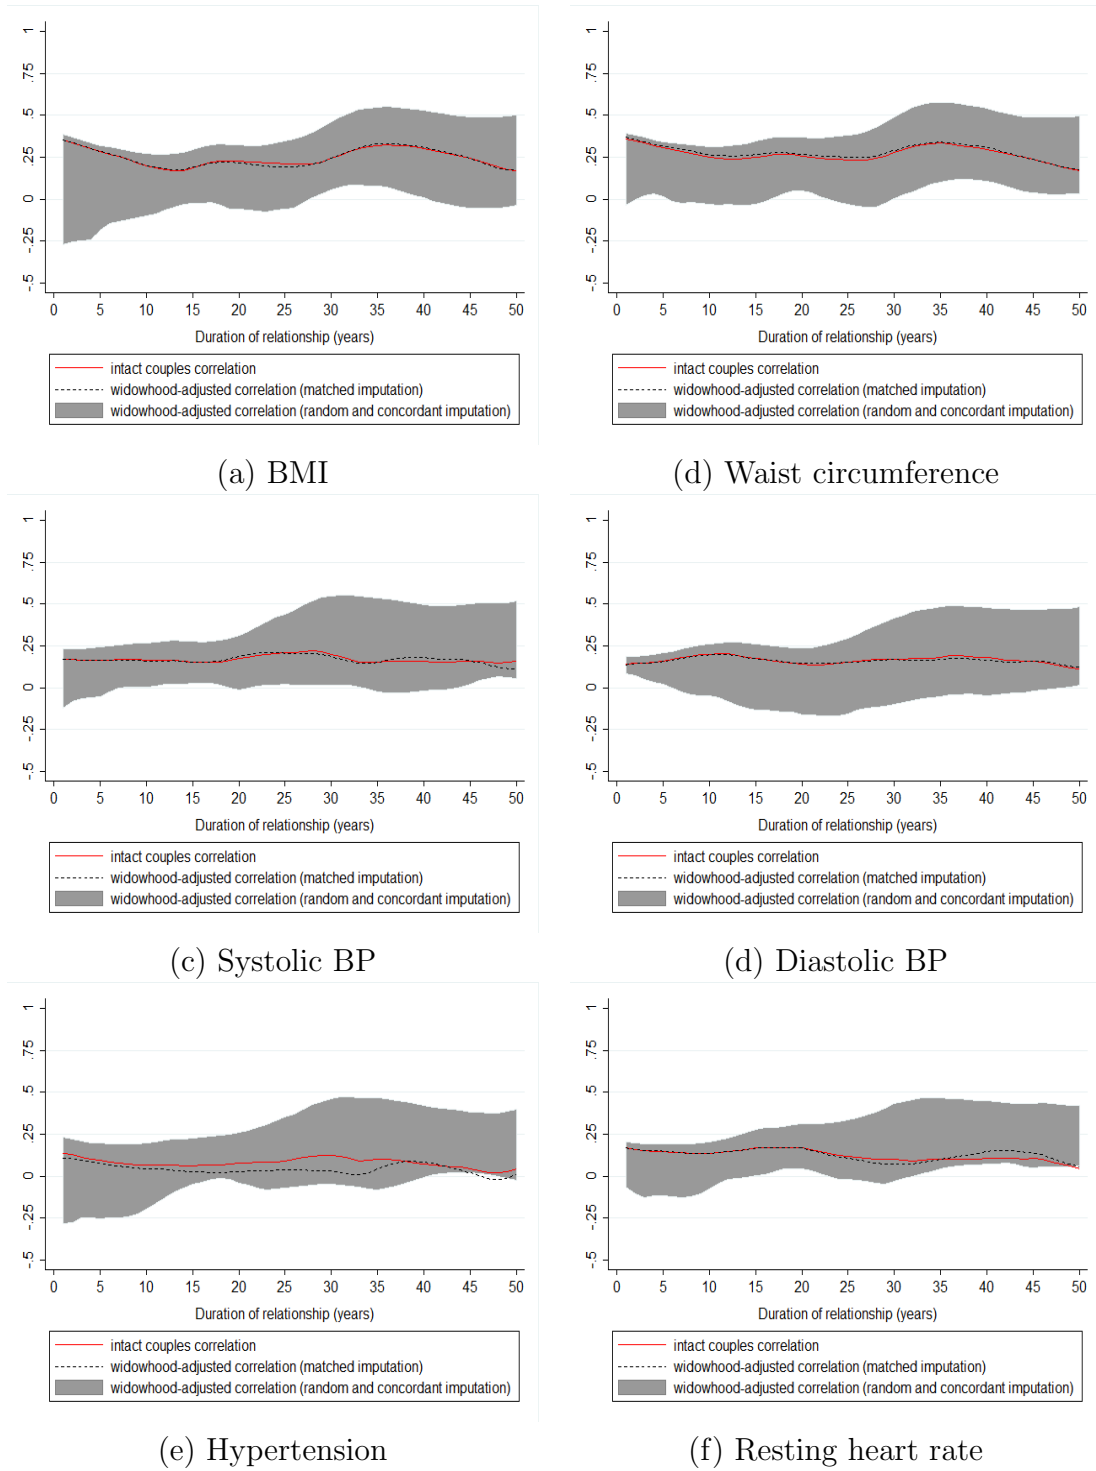 1
.75
.5
.25
0
-.25
-.5
0 5 10 15 20 25 30 35 40 45 50
Duration of relationship (years)
intact couples correlation
widowhood-adjusted correlation (matched imputation)
widowhood-adjusted correlation (random and concordant imputation)
(a) BMI
1
.75
.5
.25
0
-.25
-.5
0 5 10 15 20 25 30 35 40 45 50
Duration of relationship (years)
intact couples correlation
widowhood-adjusted correlation (matched imputation)
widowhood-adjusted correlation (random and concordant imputation)
(d) Waist circumference
1
.75
.5
.25
0
-.25
-.5
0 5 10 15 20 25 30 35 40 45 50
Duration of relationship (years)
intact couples correlation
widowhood-adjusted correlation (matched imputation)
widowhood-adjusted correlation (random and concordant imputation)
(c) Systolic BP
1
.75
.5
.25
0
-.25
-.5
0 5 10 15 20 25 30 35 40 45 50
Duration of relationship (years)
intact couples correlation
widowhood-adjusted correlation (matched imputation)
widowhood-adjusted correlation (random and concordant imputation)
(d) Diastolic BP
1
.75
.5
.25
0
-.25
-.5
0 5 10 15 20 25 30 35 40 45 50
Duration of relationship (years)
intact couples correlation
widowhood-adjusted correlation (matched imputation)
widowhood-adjusted correlation (random and concordant imputation)
(e) Hypertension
1
.75
.5
.25
0
-.25
-.5
0 5 10 15 20 25 30 35 40 45 50
Duration of relationship (years)
intact couples correlation
widowhood-adjusted correlation (matched imputation)
widowhood-adjusted correlation (random and concordant imputation)
(f) Resting heart rate